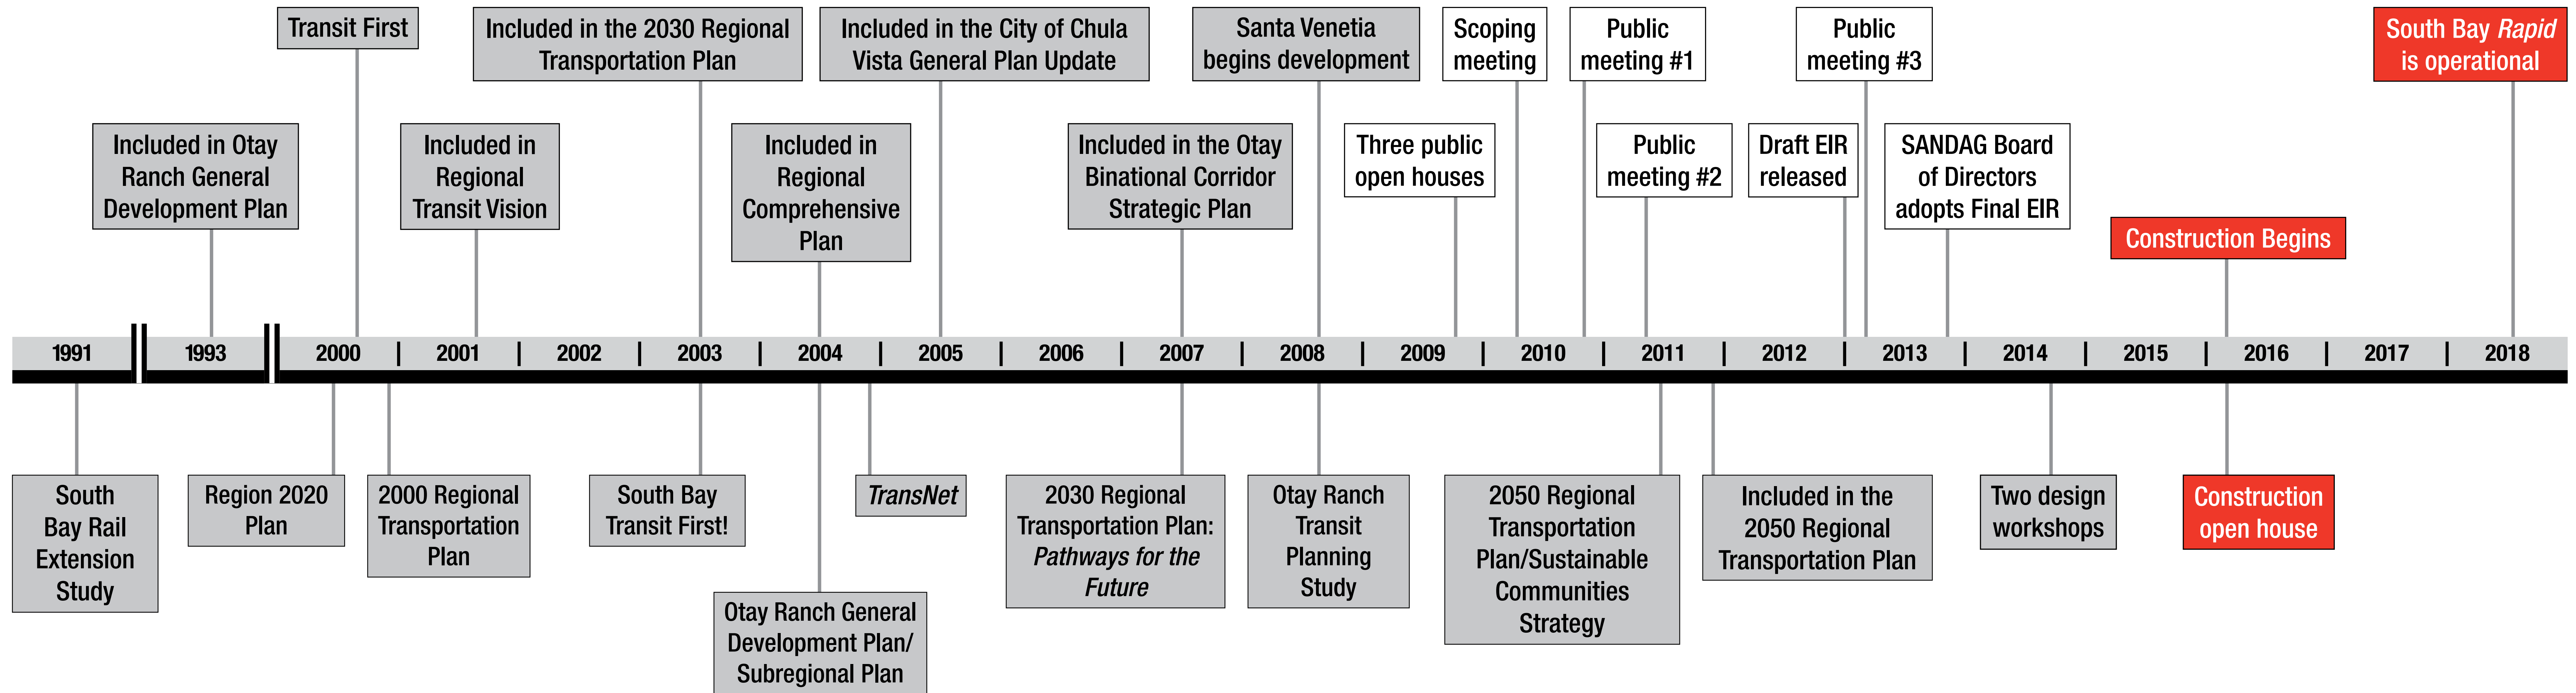 Transit First
Included in the 2030 Regional
Transportation Plan
Included in the City of Chula
Vista General Plan Update
Santa Venetia
begins development
Scoping
meeting
Public
meeting #1
Public
meeting #3
South Bay Rapid
is operational
Included in Otay
Ranch General
Development Plan
Included in
Regional
Transit Vision
Included in
Regional
Comprehensive
Plan
Included in the Otay
Binational Corridor
Strategic Plan
Three public
open houses
Public
meeting #2
Draft EIR
released
SANDAG Board
of Directors
adopts Final EIR
Construction Begins
1991
1993
2000
2001
2002
2003
2004
2005
2006
2007
2008
2009
2010
2011
2012
2013
2014
2015
2016
2017
2018
South
Bay Rail
Extension
Study
Region 2020
Plan
2000 Regional
Transportation
Plan
South Bay
Transit First!
Otay Ranch General
Development Plan/
Subregional Plan
TransNet
2030 Regional
Transportation Plan:
Pathways for the
Future
Otay Ranch
Transit
Planning
Study
2050 Regional
Transportation
Plan/Sustainable
Communities
Strategy
Included in the
2050 Regional
Transportation Plan
Two design
workshops
Construction
open house